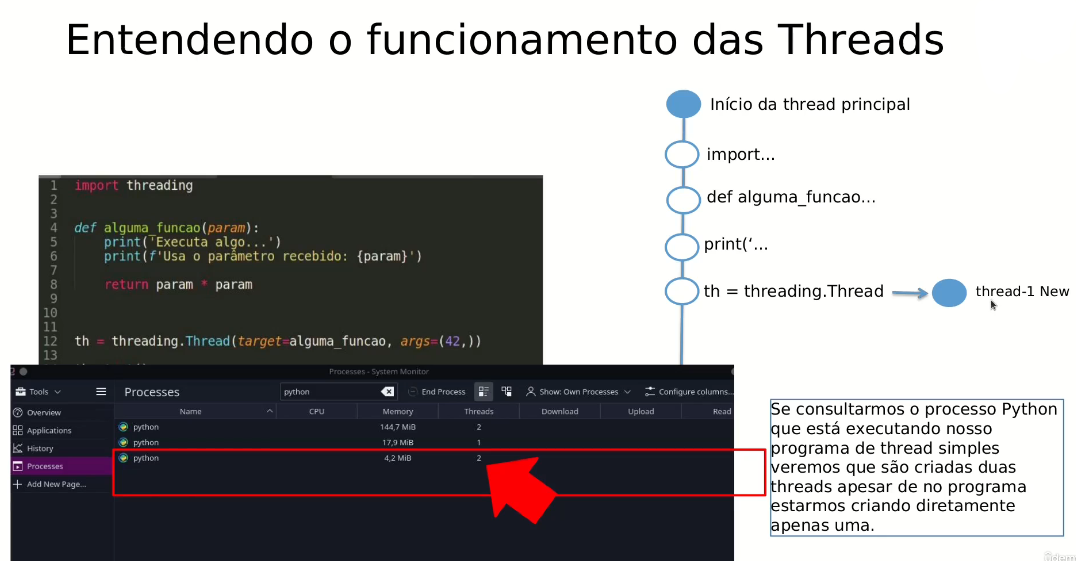 Entendendo o funcionamento das Threads
Início da thread principal
import...
def alguma_funcao...
print(‘...
th = threading.Thread
thread-1 New
1 import threading
2
3
4 def alguma_funcao(param):
5 print('Executa algo...')
6 print(f'Usa o parâmetro recebido: {param}')
7
8 return param * param
9
10
11
12 th = threading.Thread(target=alguma_funcao, args=(42,))
13
Processes - System Monitor
Tools
Processes
python
End Process
Show: Own Processes
Configure columns...
Overview
Applications
History
Processes
Add New Page...
Name CPU Memory Threads Download Upload Read
python 144,7 MiB 2
python 17,9 MiB 1
python 4,2 MiB 2
Se consultarmos o processo Python
que está executando nosso
programa de thread simples
veremos que são criadas duas
threads apesar de no programa
estarmos criando diretamente
apenas uma.